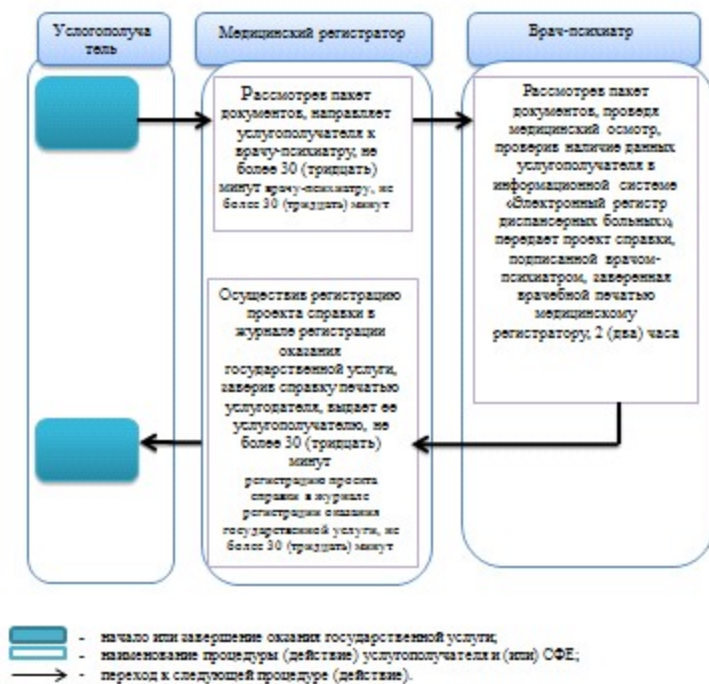 Услогополуча
тель
Медицинский регистратор
Врач-психиатр
Рассмотрев пакет
документов, направляет
услугополучателя к
врачу-психиатру, не
более 30 (тридцать)
минут врачу-психиатру, не
более 30 (тридцать) минут
Рассмотрев пакет
документов, проведя
медицинский осмотр,
проверив наличие данных
услугополучателя в
информационной системе
«Электронный регистр
диспансерных больных»,
передает проект справки,
подписанной врачом-
психиатром, заверенная
врачебной печатью
медицинскому
регистратору, 2 (два) часа
Осуществив регистрацию
проекта справки в
журнале регистрации
оказания
государственной услуги,
заверив справку печатью
услугодателя, выдает ее
услугополучателю, не
более 30 (тридцать)
минут
регистрацию проекта
справки в журнале
регистрации оказания
государственной услуги, не
более 30 (тридцать) минут
- начало или завершение оказания государственной услуги;
- наименование процедуры (действие) услугополучателя и (или) СФЕ;
- переход к следующей процедуре (действие).